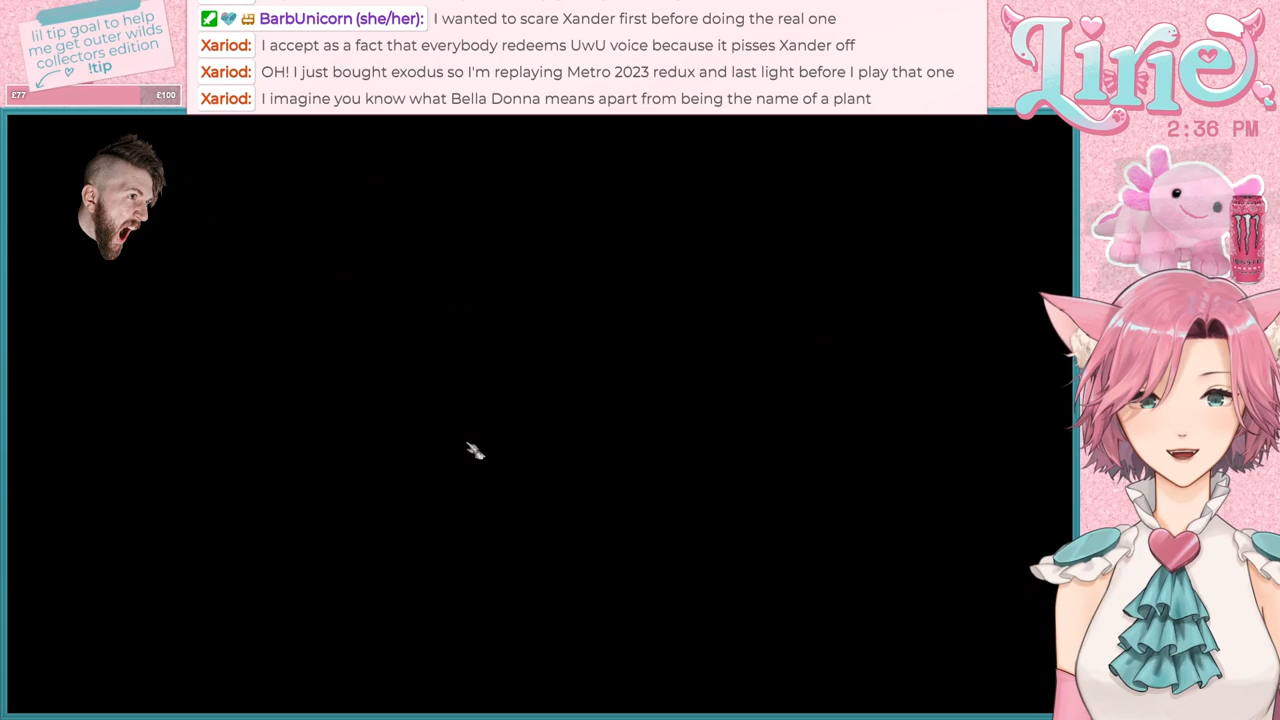 lil tip goal to help
me get outer wilds
collectors edition
!tip
£77
£100
BarbUnicorn (she/her): I wanted to scare Xander first before doing the real one
Xariod: I accept as a fact that everybody redeems UwU voice because it pisses Xander off
Xariod: OH! I just bought exodus so I'm replaying Metro 2023 redux and last light before I play that one
Xariod: I imagine you know what Bella Donna means apart from being the name of a plant
Lirie
2:36 PM